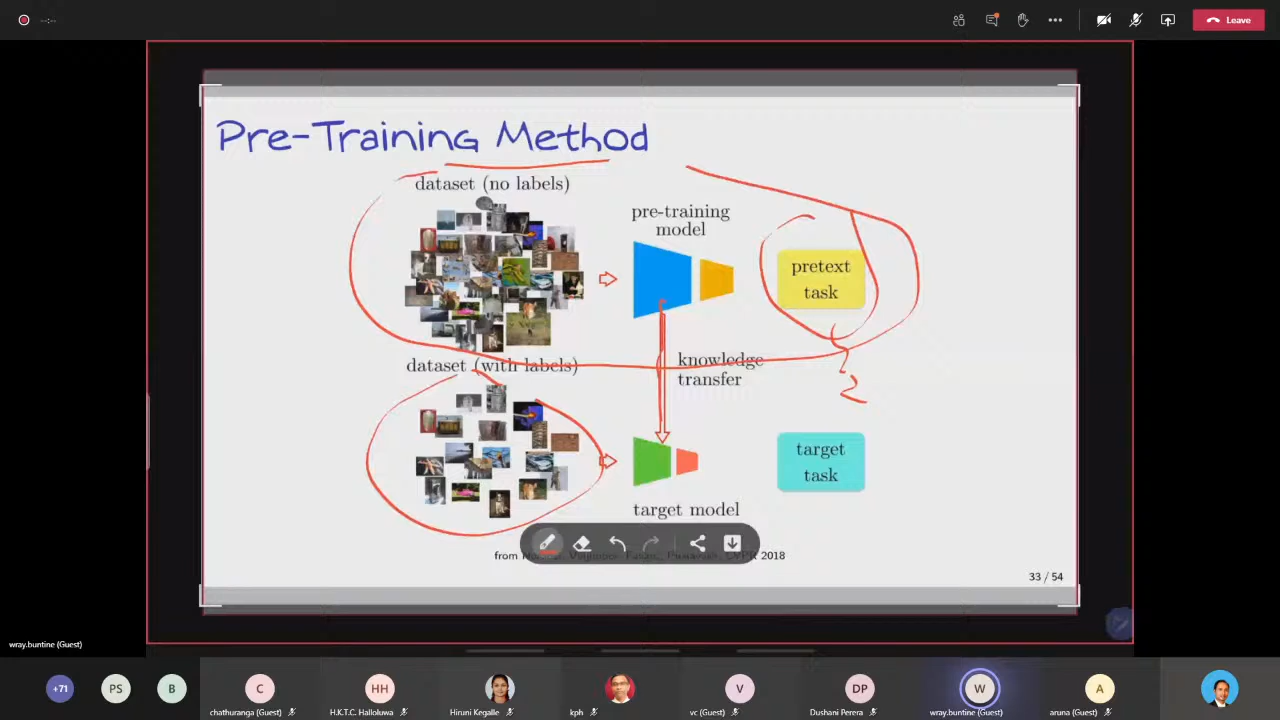 --:--
Leave
Pre-Training Method
dataset (no labels)
pre-training
model
pretext
task
dataset (with labels)
knowledge
transfer
target
task
target model
from
2018
33 / 54
wray.buntine (Guest)
+71
PS
B
C
HH
V
DP
W
A
chathuranga (Guest)
H.K.T.C. Halloluwa
Hiruni Kegalle
kph
vc (Guest)
Dushani Perera
wray.buntine (Guest)
aruna (Guest)